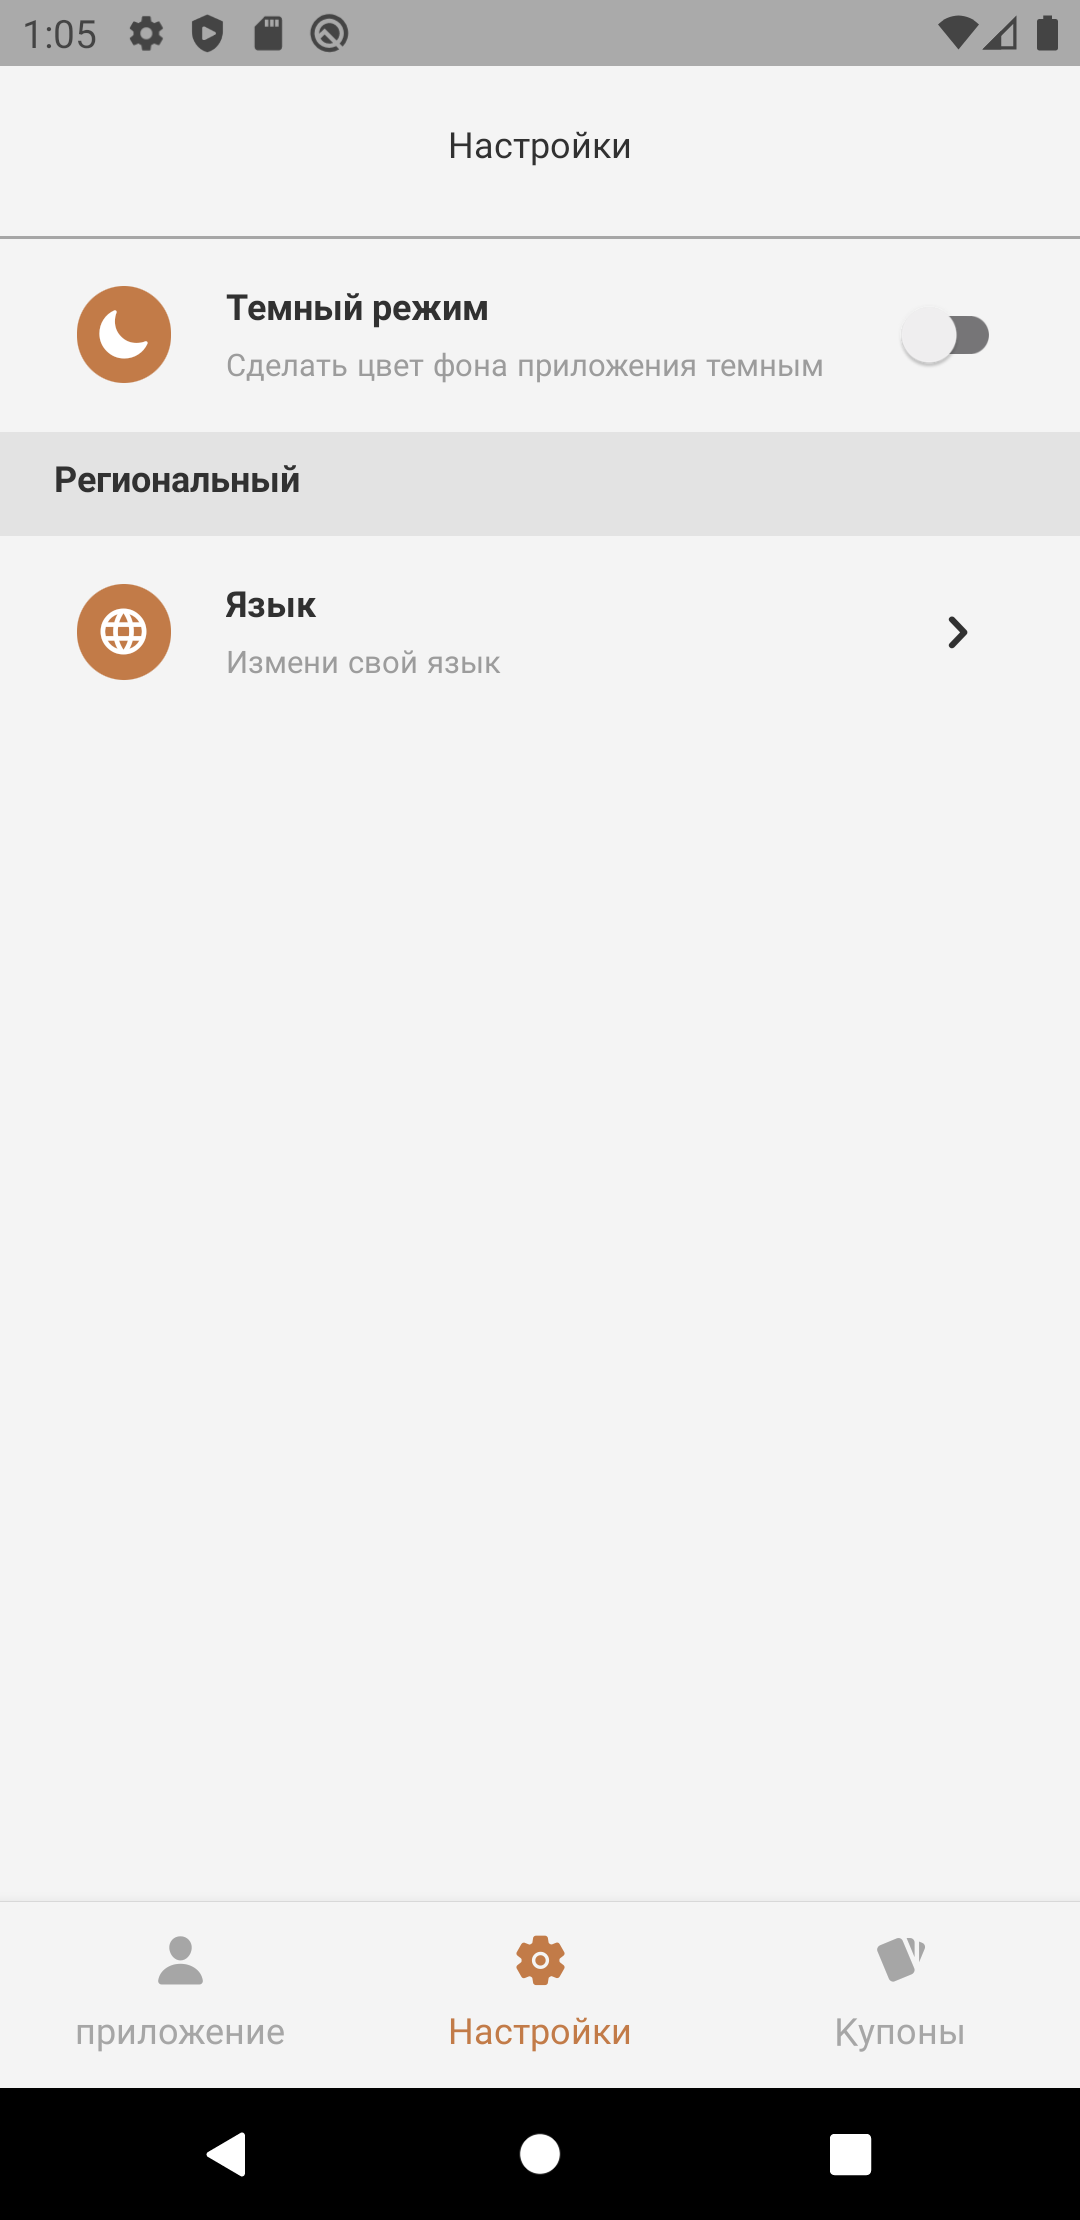 1:05
Настройки
Темный режим
Сделать цвет фона приложения темным
Региональный
Язык
Измени свой язык
приложение
Настройки
Купоны